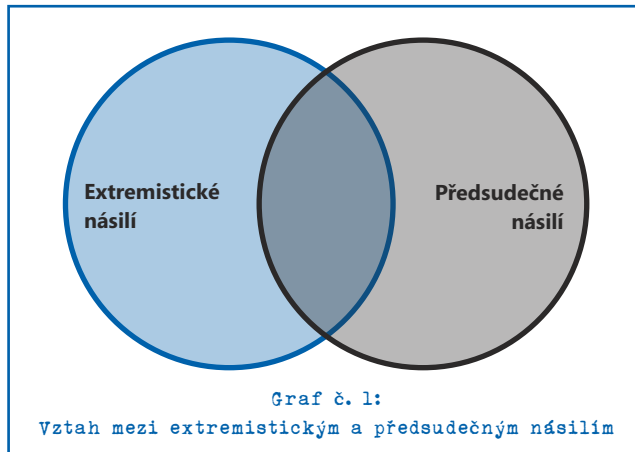 Extremistické
násilí
Předsudečné
násilí
Graf č. 1:
Vztah mezi extremistickým a předsudečným násilím